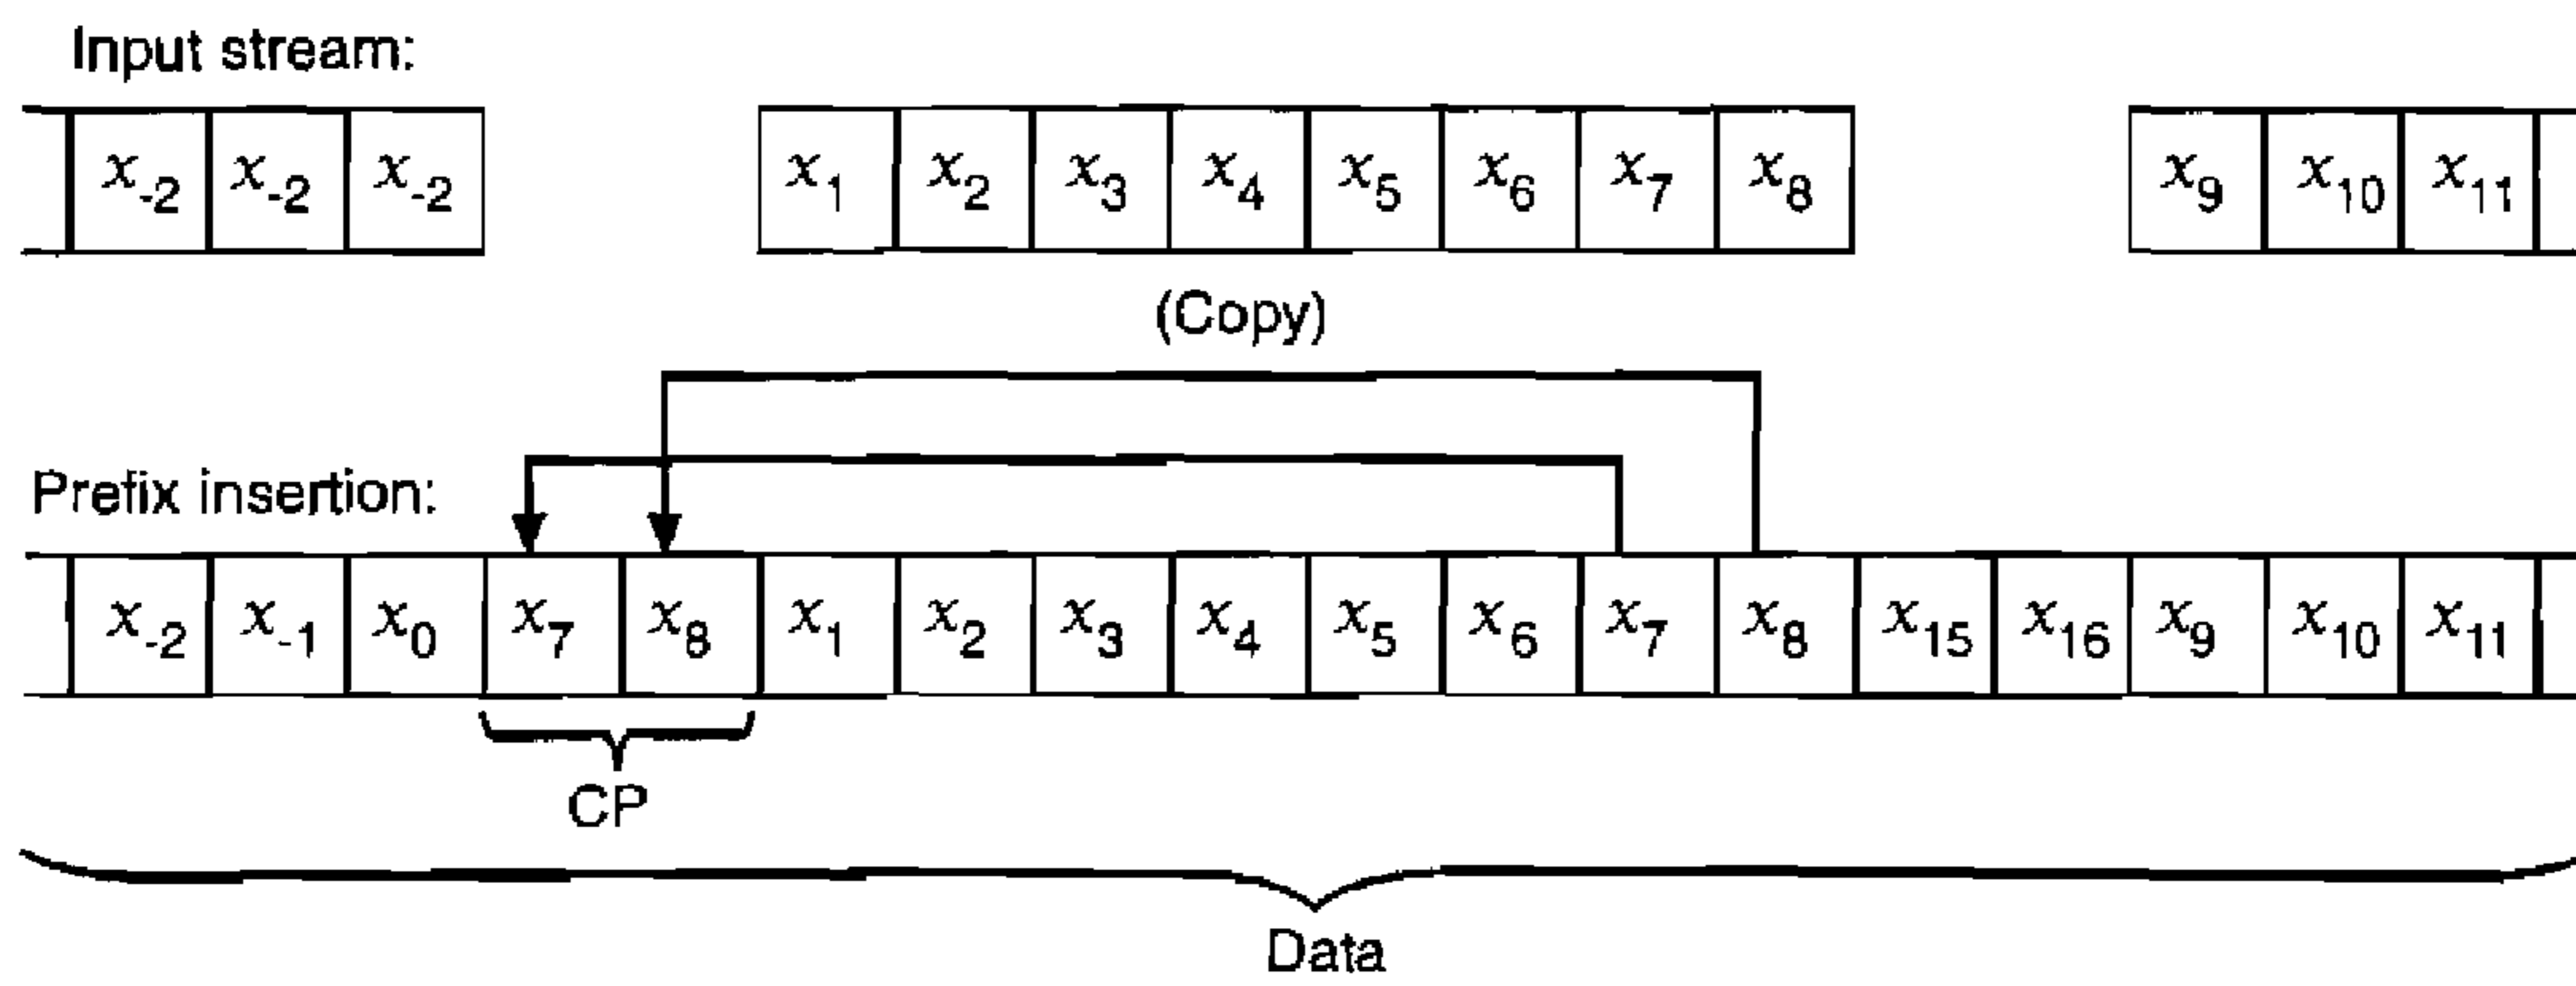 Input stream:
x-2 x-2 x-2 x1 x2 x3 x4 x5 x6 x7 x8 x9 x10 x11
(Copy)
Prefix insertion:
x-2 x-1 x0 x7 x8 x1 x2 x3 x4 x5 x6 x7 x8 x15 x16 x9 x10 x11
CP
Data